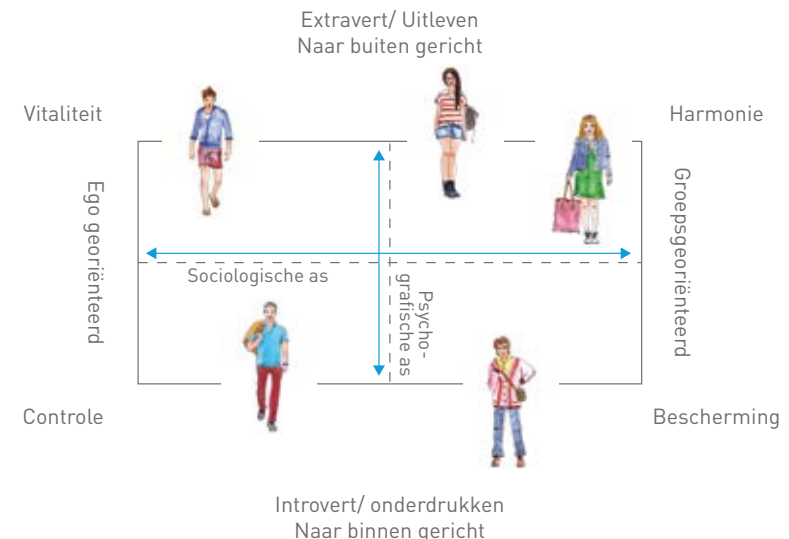 Extravert/ Uitleven
Naar buiten gericht
Vitaliteit
Harmonie
Ego georiënteerd
Groepsgeoriënteerd
Sociologische as
Psycho-
grafische as
Controle
Bescherming
Introvert/ onderdrukken
Naar binnen gericht